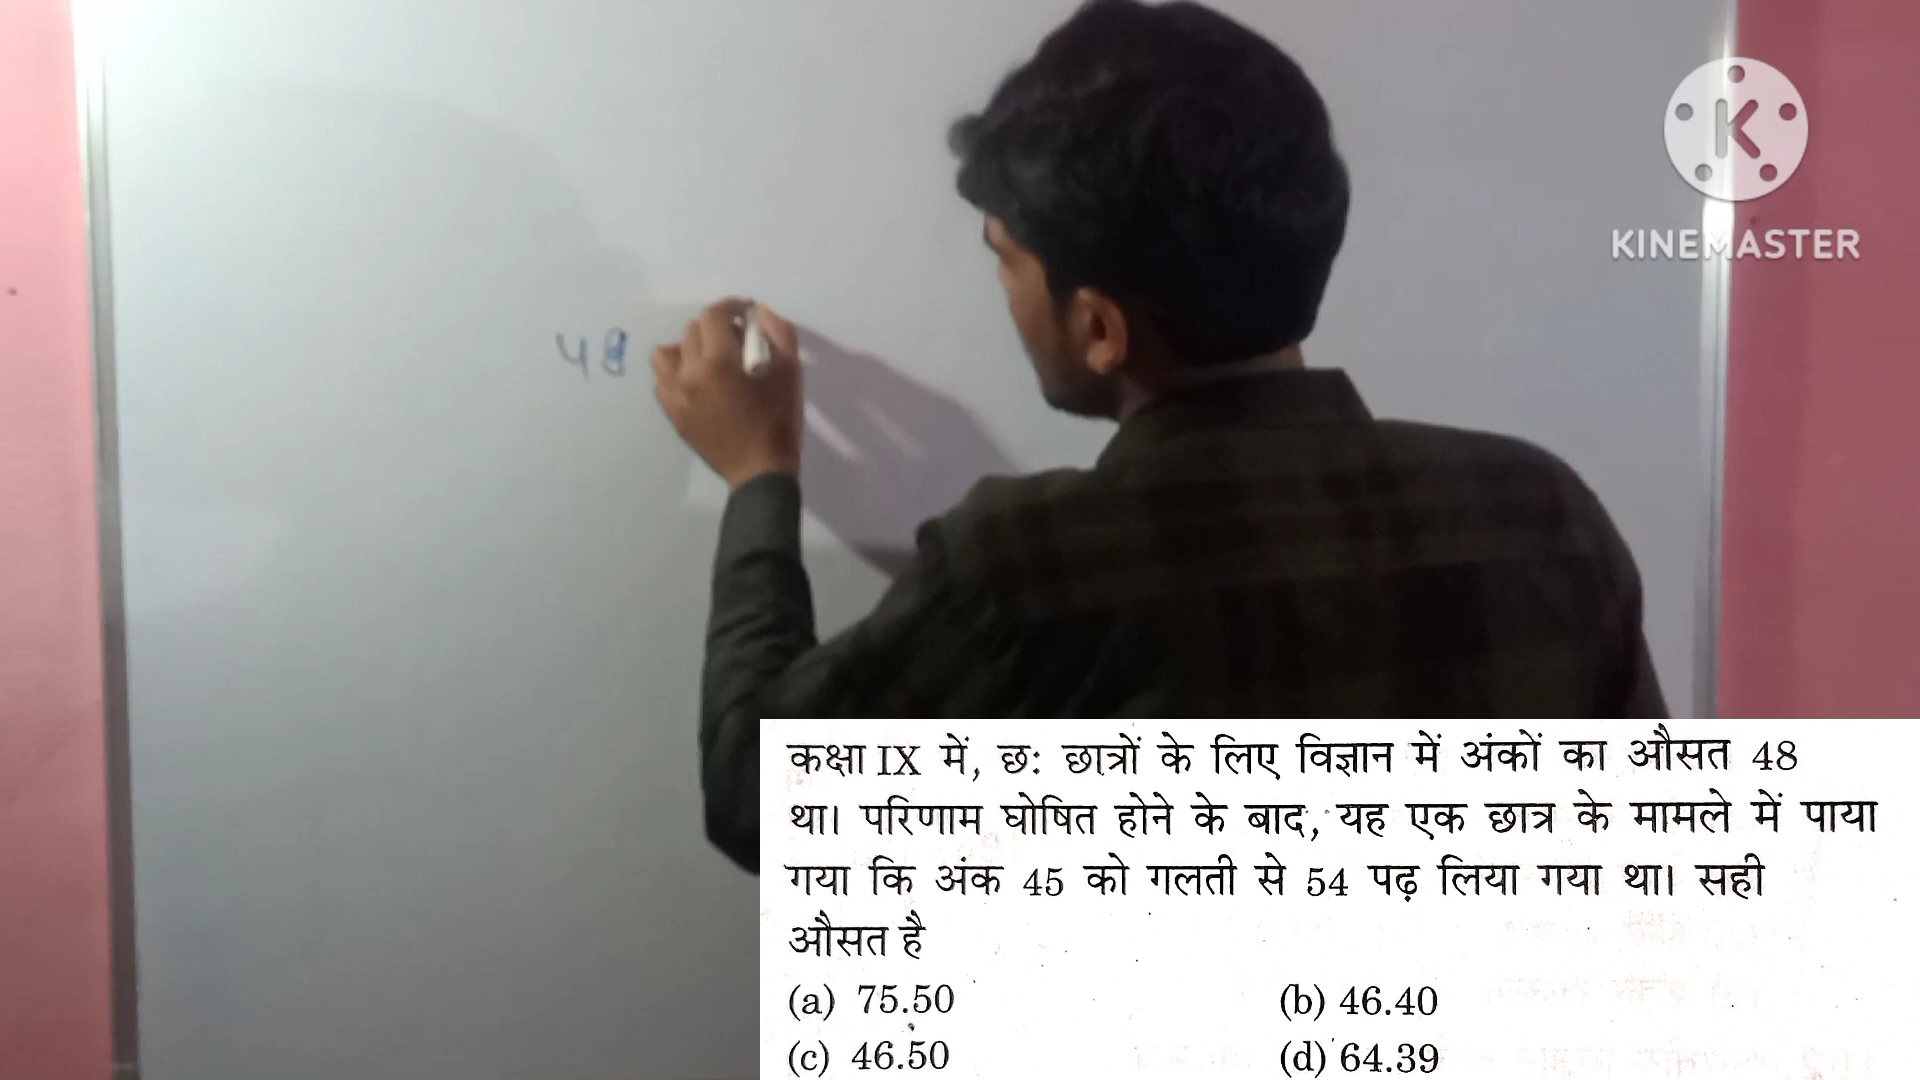 K
KINEMASTER
48
कक्षा IX में, छ: छात्रों के लिए विज्ञान में अंकों का औसत 48
था। परिणाम घोषित होने के बाद, यह एक छात्र के मामले में पाया
गया कि अंक 45 को गलती से 54 पढ़ लिया गया था। सही
औसत है
(a) 75.50 (b) 46.40
(c) 46.50 (d) 64.39